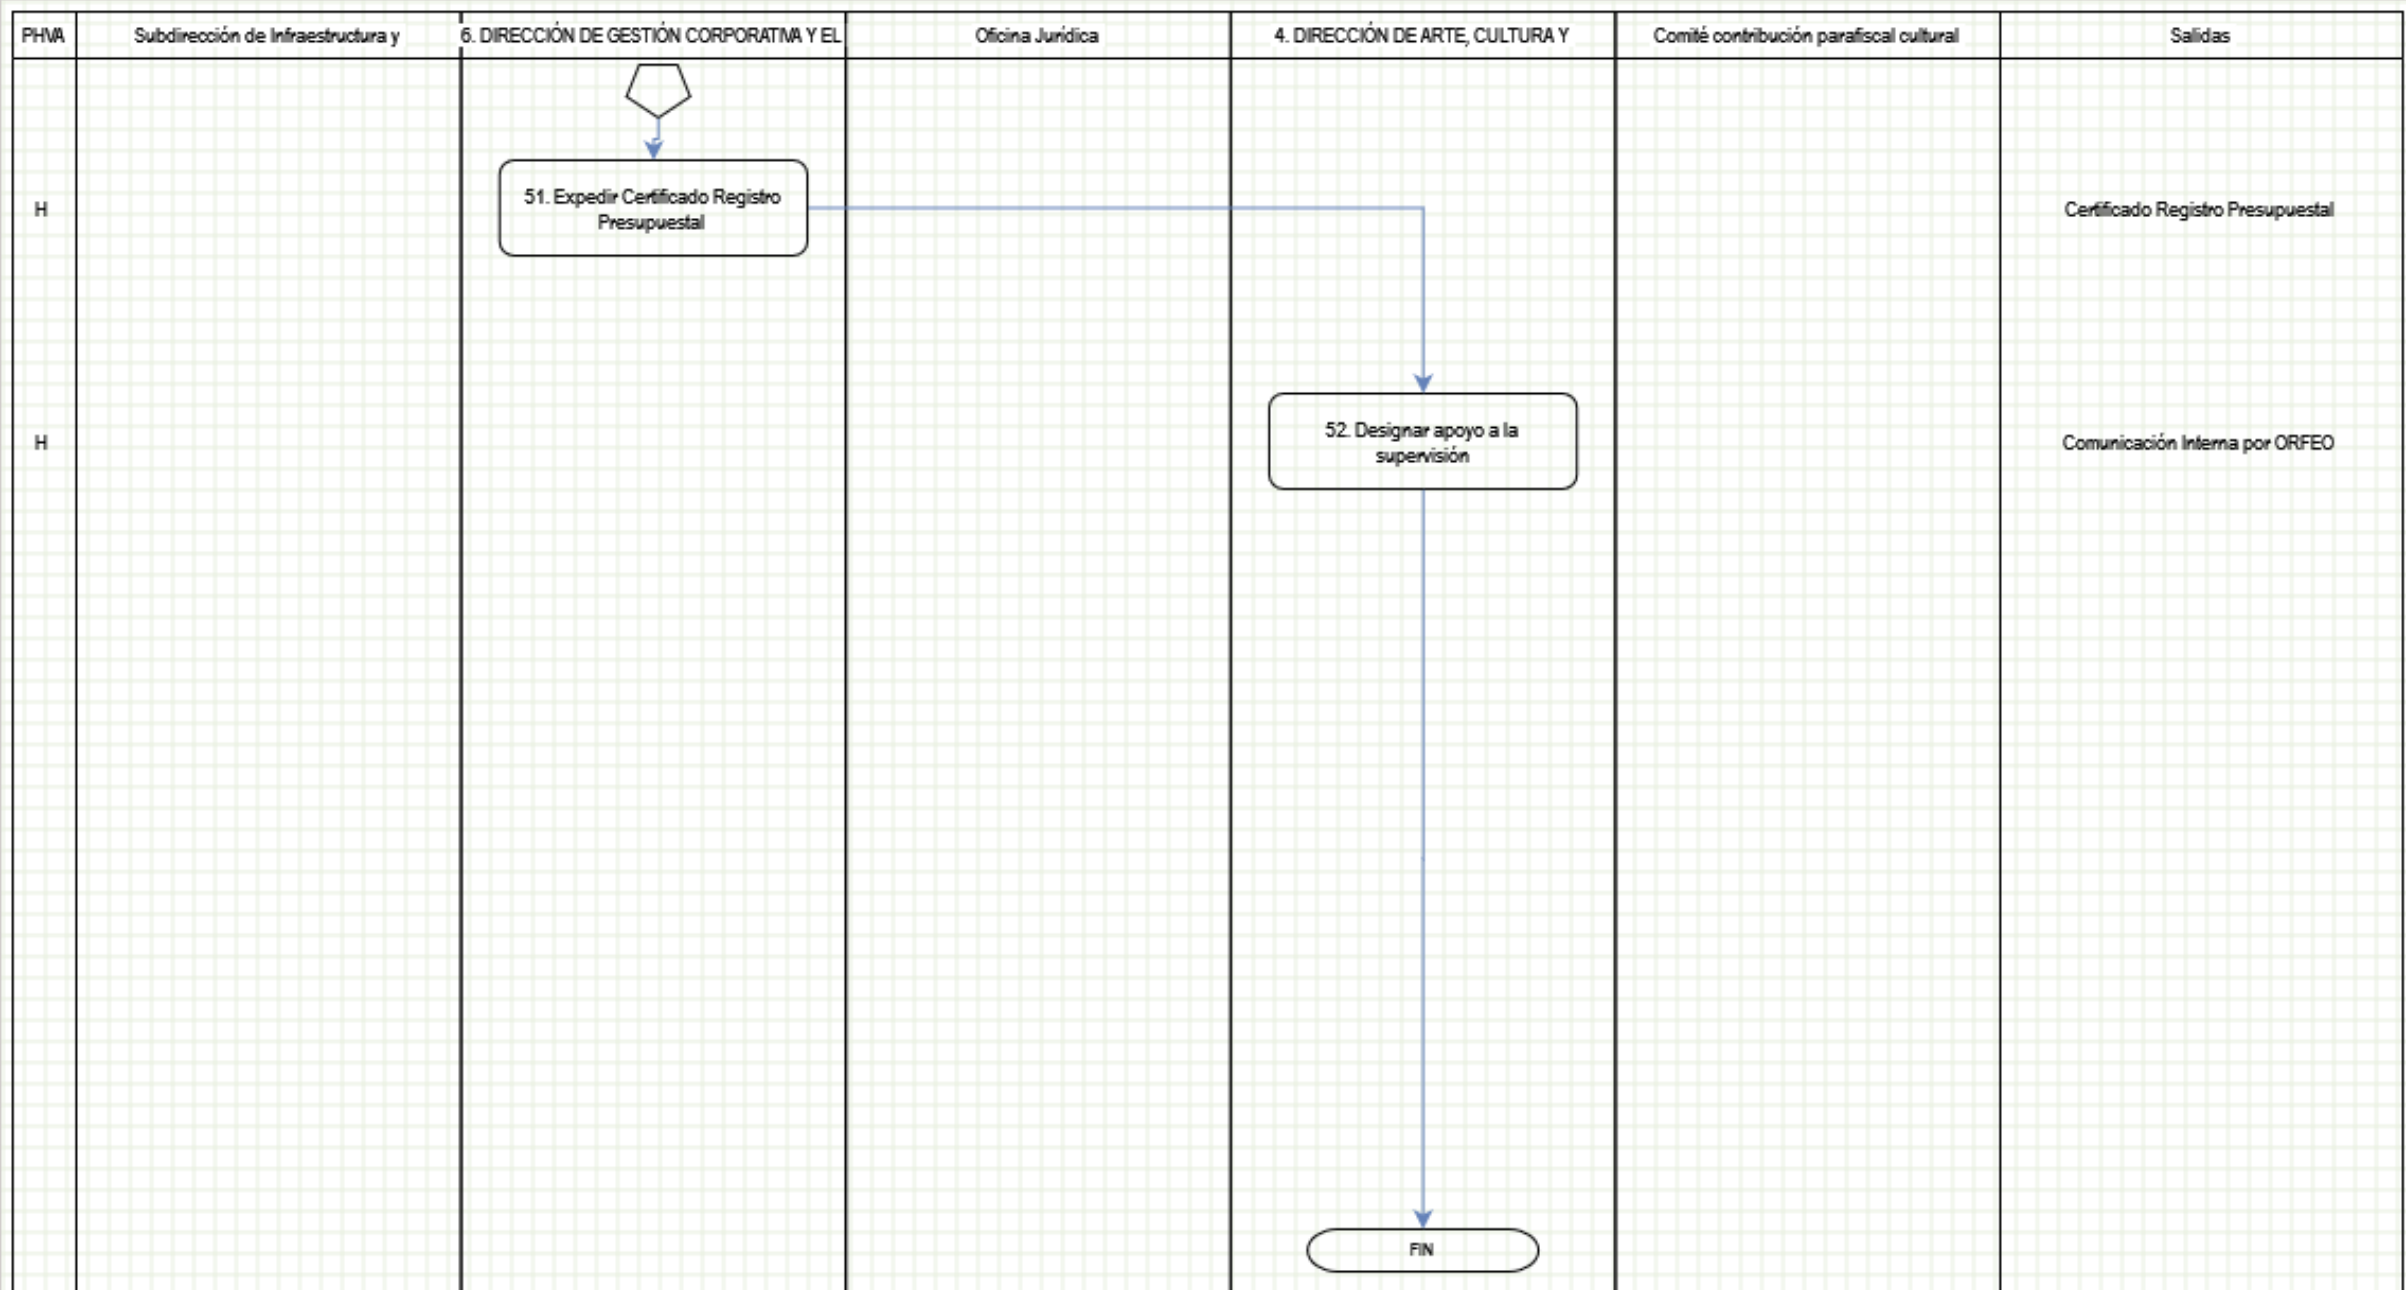 PHVA
Subdirección de Infraestructura y
6. DIRECCIÓN DE GESTIÓN CORPORATIVA Y EL
Oficina Jurídica
4. DIRECCIÓN DE ARTE, CULTURA Y
Comité contribución parafiscal cultural
Salidas
H
51. Expedir Certificado Registro
Presupuestal
Certificado Registro Presupuestal
H
52. Designar apoyo a la
supervisión
Comunicación Interna por ORFEO
FIN